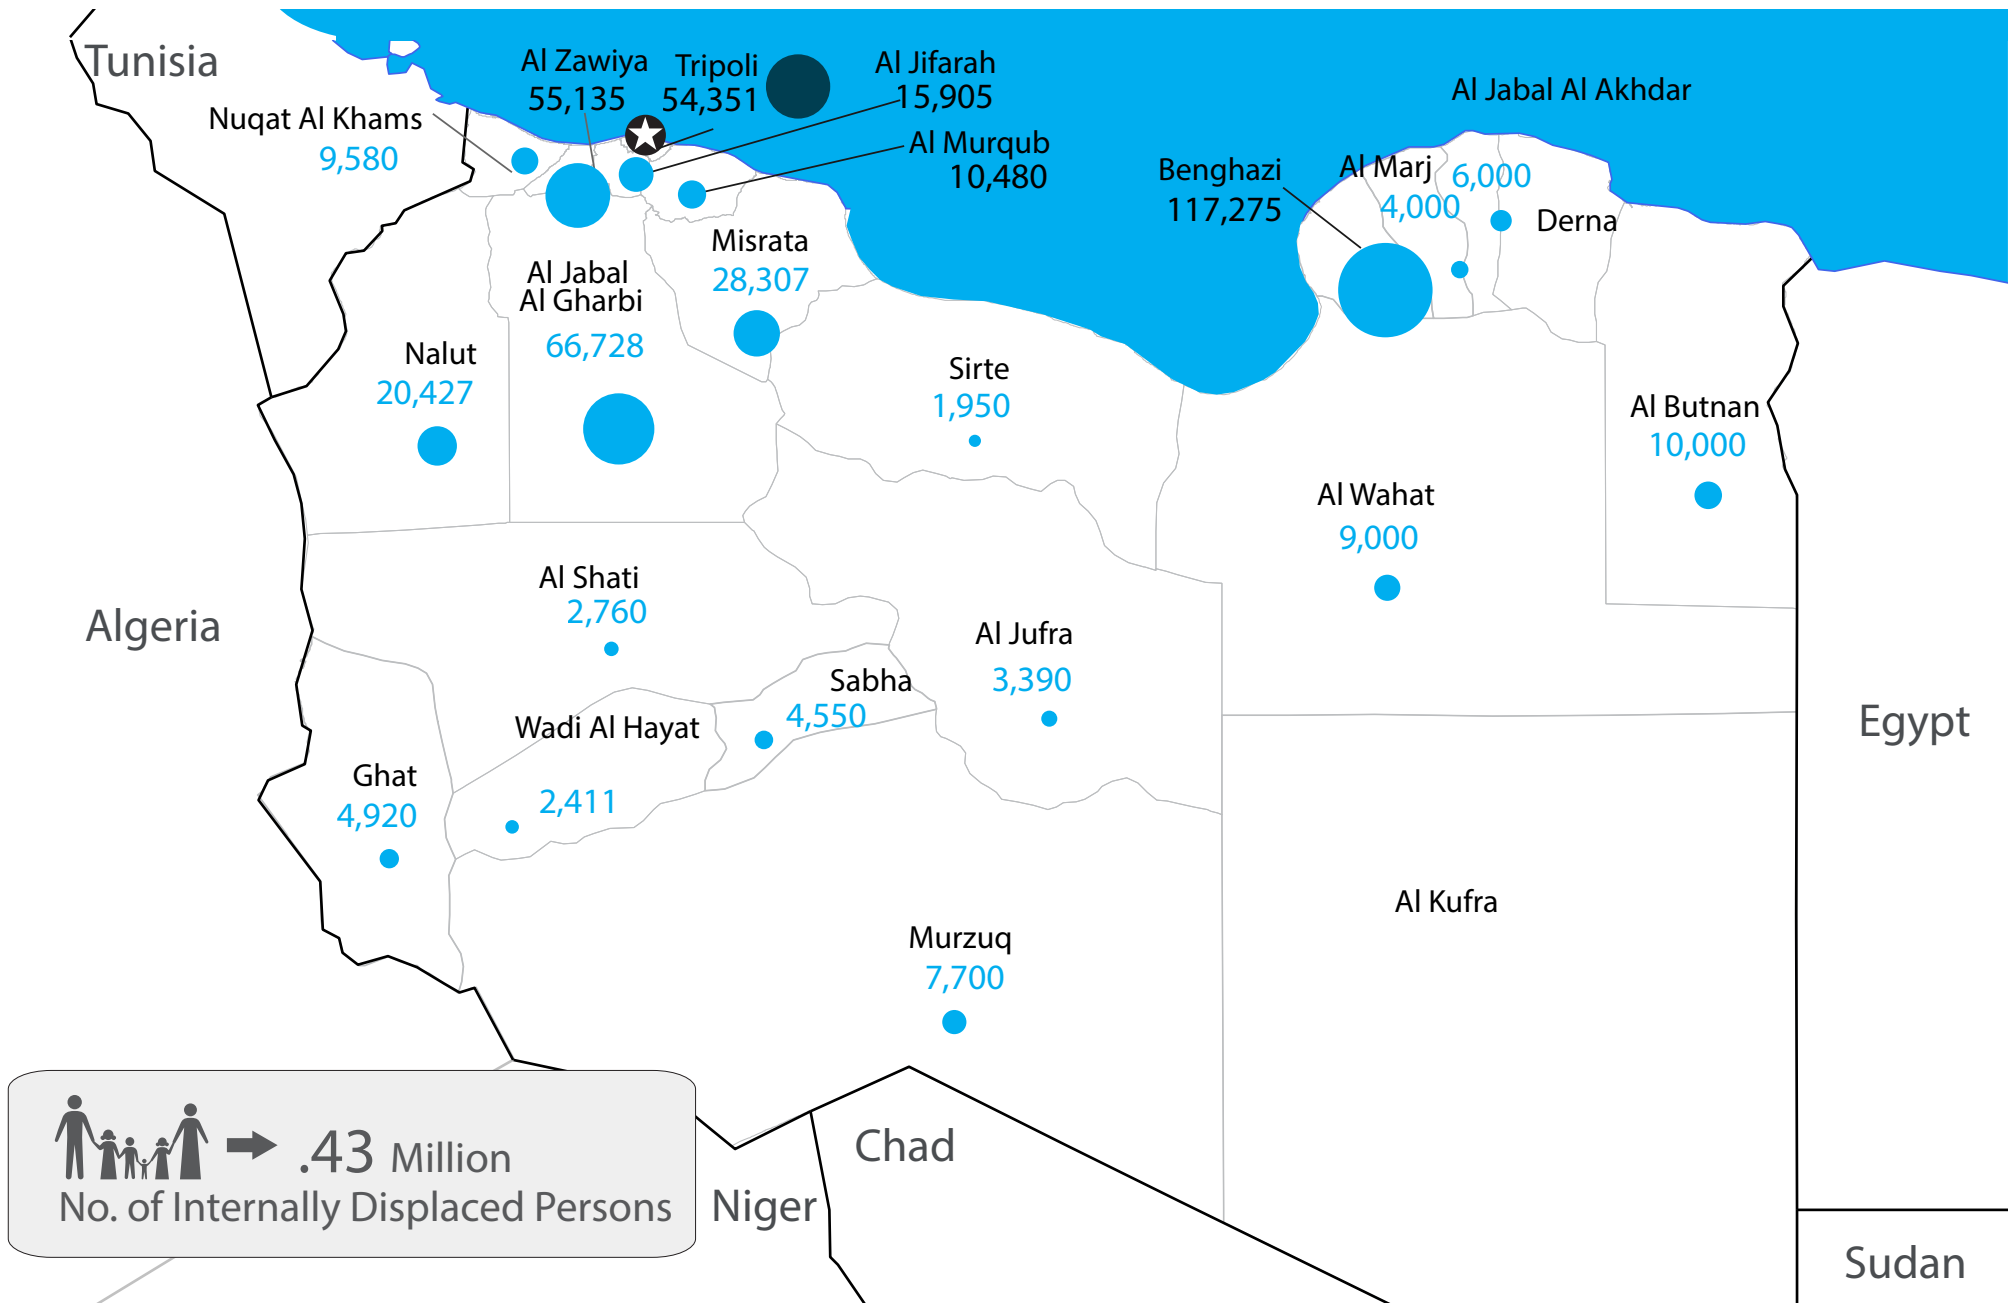 Tunisia
Al Zawiya
55,135
Tripoli
54,351
Al Jifarah
15,905
Al Jabal Al Akhdar
6,000
Nuqat Al Khams
9,580
Al Murqub
10,480
Benghazi
117,275
Al Marj
4,000
Derna
Misrata
28,307
Al Jabal
Al Gharbi
66,728
Nalut
20,427
Sirte
1,950
Al Butnan
10,000
Al Wahat
9,000
Al Shati
2,760
Algeria
Al Jufra
3,390
Sabha
4,550
Wadi Al Hayat
2,411
Egypt
Ghat
4,920
Al Kufra
Murzuq
7,700
.43 Million
No. of Internally Displaced Persons
Chad
Niger
Sudan